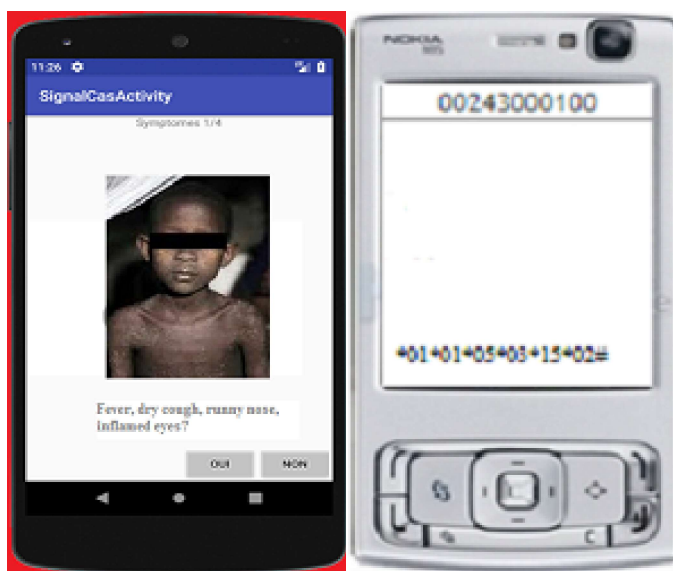 11:26
SignalCasActivity
Symptomes 1/4
Fever, dry cough, runny nose,
inflamed eyes?
OUI NON
NOKIA
N95
00243000100
*01*01*05*03*15*02#
C